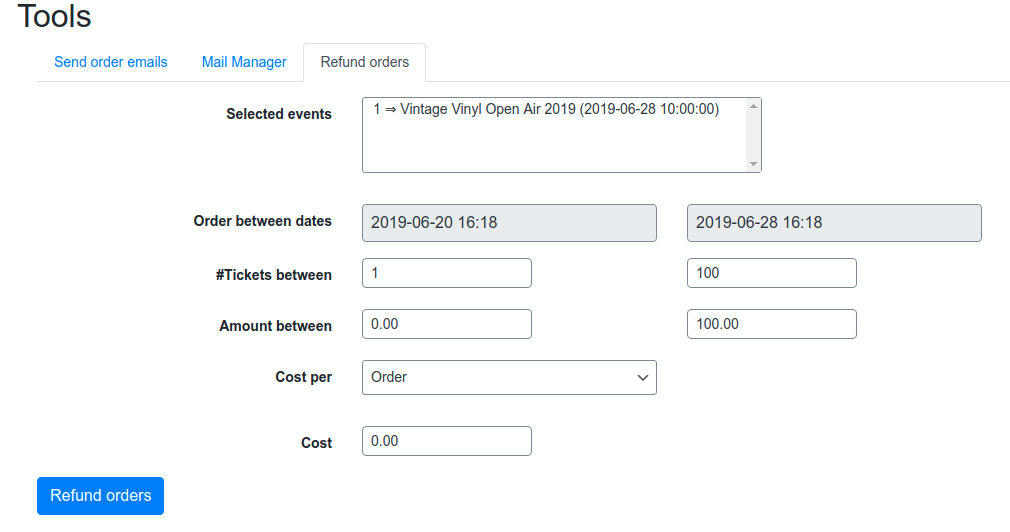 Tools
Send order emails Mail Manager Refund orders
Selected events 1 ⇒ Vintage Vinyl Open Air 2019 (2019-06-28 10:00:00)
Order between dates 2019-06-20 16:18 2019-06-28 16:18
#Tickets between 1 100
Amount between 0.00 100.00
Cost per Order
Cost 0.00
Refund orders